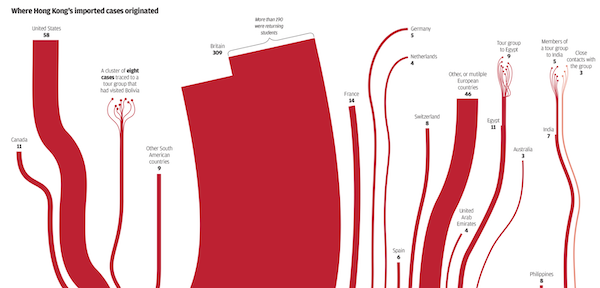 Where Hong Kong's imported cases originated
United States
58
Canada
11
A cluster of eight
cases traced to a
tour group that
had visited Bolivia
Other South
American
countries
9
Britain
309
More than 190
were returning
students
France
14
Germany
5
Netherlands
4
Switzerland
8
Spain
6
Other, or multiple
European
countries
46
United
Arab
Emirates
4
Tour group
to Egypt
9
Egypt
11
Australia
3
Members of
a tour group
to India
5
India
7
Close
contacts with
the group
3
Philippines
8